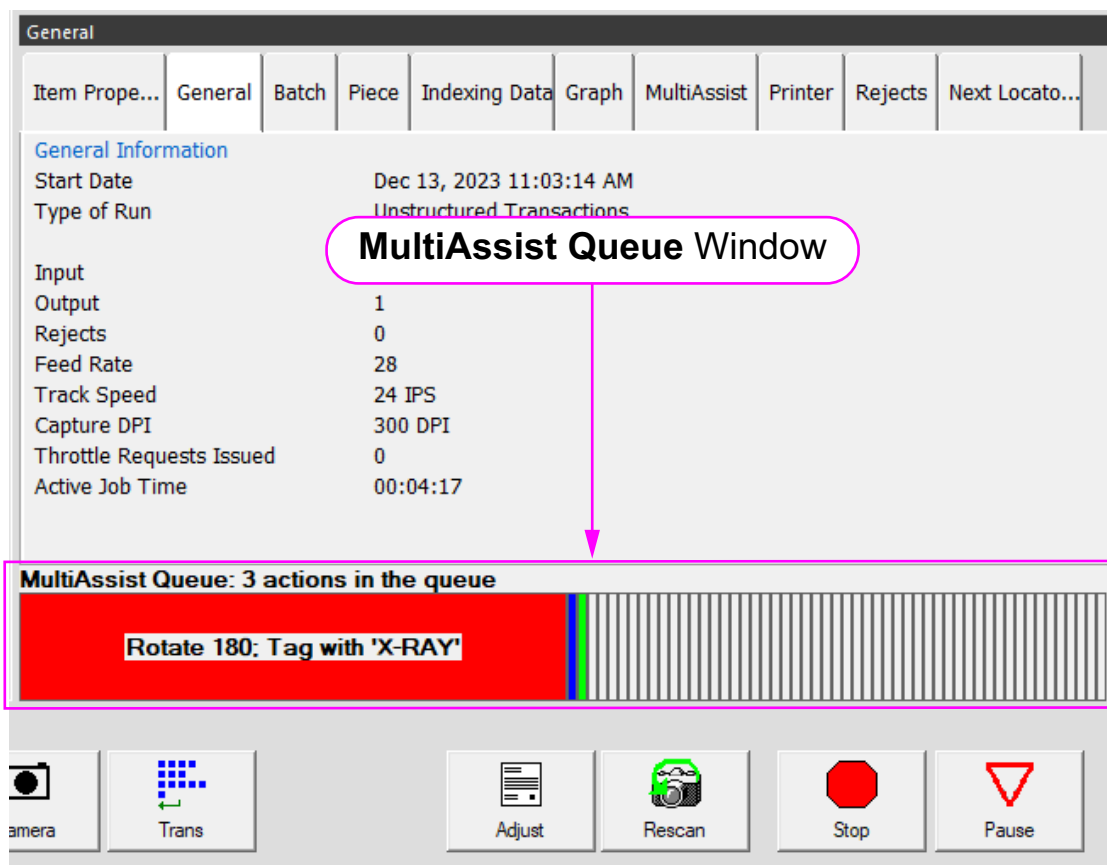 General
Item Prope... General Batch Piece Indexing Data Graph MultiAssist Printer Rejects Next Locato...
General Information
Start Date Dec 13, 2023 11:03:14 AM
Type of Run Unstructured Transactions
MultiAssist Queue Window
Input
Output 1
Rejects 0
Feed Rate 28
Track Speed 24 IPS
Capture DPI 300 DPI
Throttle Requests Issued 0
Active Job Time 00:04:17
MultiAssist Queue: 3 actions in the queue
Rotate 180; Tag with 'X-RAY'
amera Trans Adjust Rescan Stop Pause